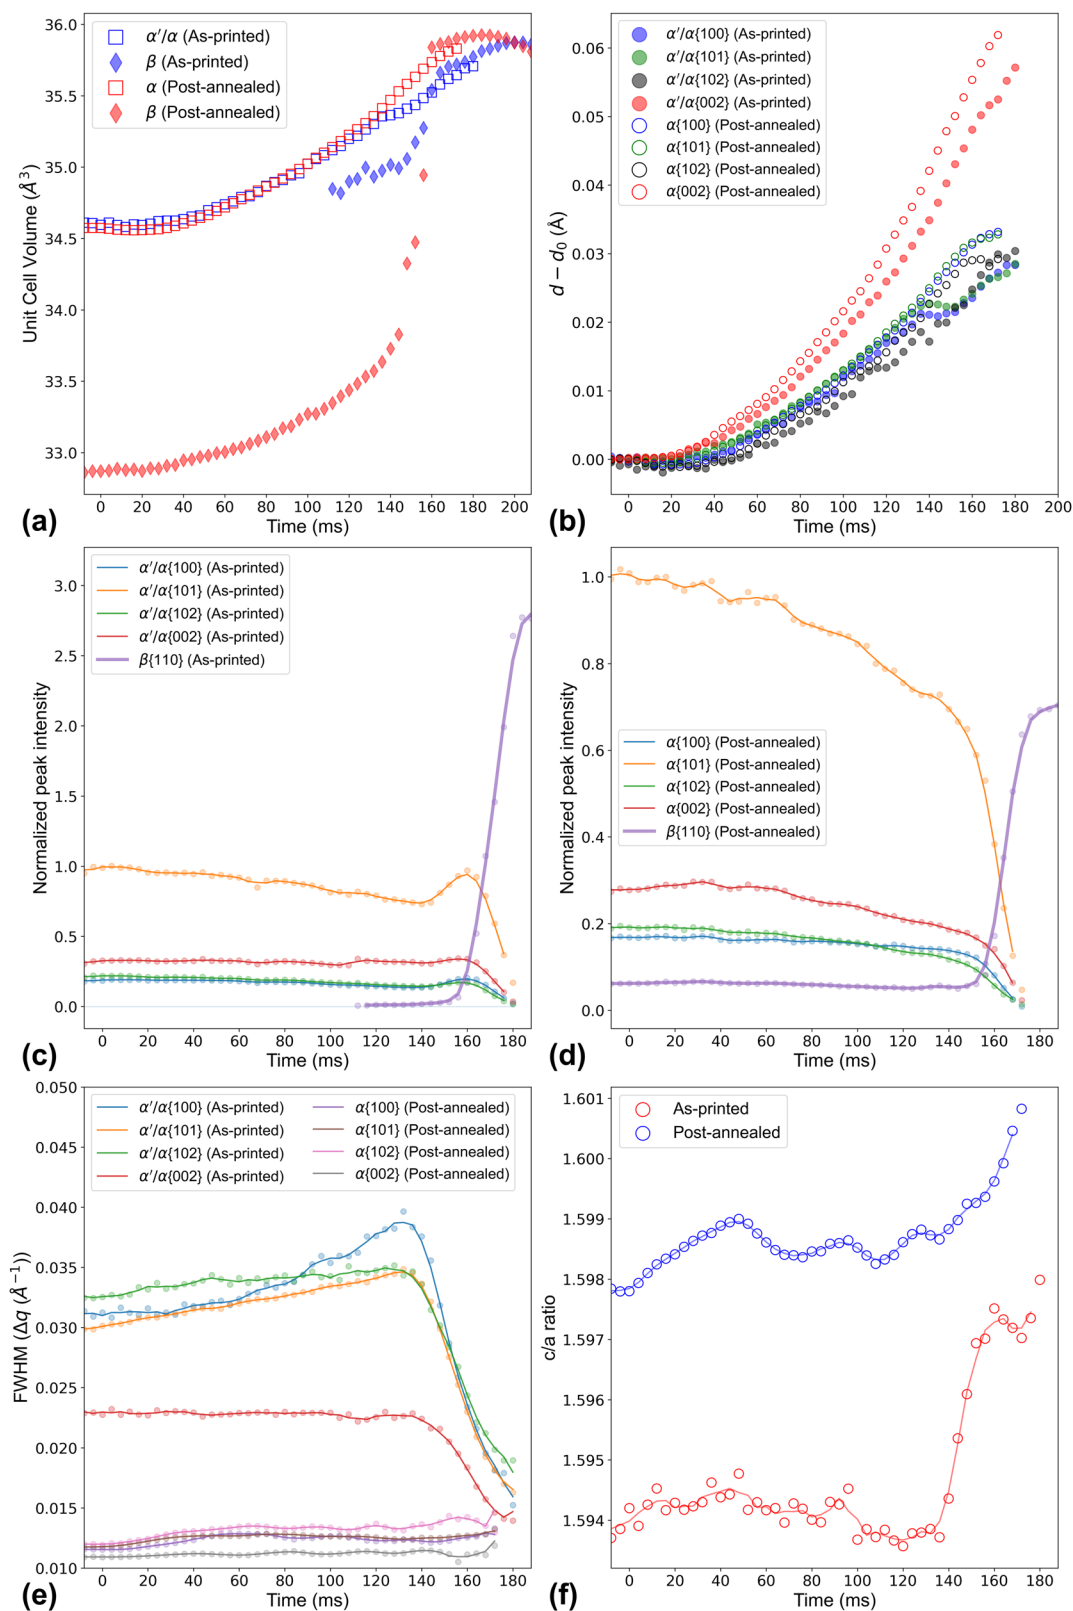 36.0
35.5
35.0
34.5
34.0
33.5
33.0
Unit Cell Volume (Å³)
α′/α (As-printed)
β (As-printed)
α (Post-annealed)
β (Post-annealed)
0 20 40 60 80 100 120 140 160 180 200
Time (ms)
(a)
0.06
0.05
0.04
0.03
0.02
0.01
0.00
d − d₀ (Å)
α′/α{100} (As-printed)
α′/α{101} (As-printed)
α′/α{102} (As-printed)
α′/α{002} (As-printed)
α{100} (Post-annealed)
α{101} (Post-annealed)
α{102} (Post-annealed)
α{002} (Post-annealed)
0 20 40 60 80 100 120 140 160 180 200
Time (ms)
(b)
3.0
2.5
2.0
1.5
1.0
0.5
0.0
Normalized peak intensity
α′/α{100} (As-printed)
α′/α{101} (As-printed)
α′/α{102} (As-printed)
α′/α{002} (As-printed)
β{110} (As-printed)
0 20 40 60 80 100 120 140 160 180
Time (ms)
(c)
1.0
0.8
0.6
0.4
0.2
0.0
Normalized peak intensity
α{100} (Post-annealed)
α{101} (Post-annealed)
α{102} (Post-annealed)
α{002} (Post-annealed)
β{110} (Post-annealed)
0 20 40 60 80 100 120 140 160 180
Time (ms)
(d)
0.050
0.045
0.040
0.035
0.030
0.025
0.020
0.015
0.010
FWHM (Δq (Å⁻¹))
α′/α{100} (As-printed)
α′/α{101} (As-printed)
α′/α{102} (As-printed)
α′/α{002} (As-printed)
α{100} (Post-annealed)
α{101} (Post-annealed)
α{102} (Post-annealed)
α{002} (Post-annealed)
0 20 40 60 80 100 120 140 160 180
Time (ms)
(e)
1.601
1.600
1.599
1.598
1.597
1.596
1.595
1.594
c/a ratio
As-printed
Post-annealed
0 20 40 60 80 100 120 140 160 180
Time (ms)
(f)